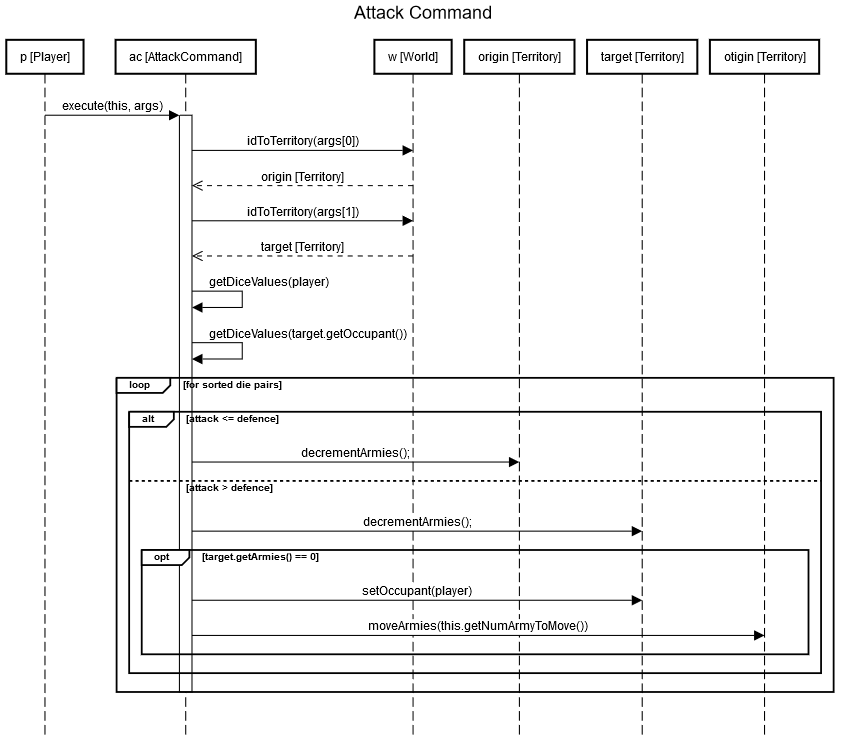 Attack Command
p [Player]
ac [AttackCommand]
w [World]
origin [Territory]
target [Territory]
otigin [Territory]
execute(this, args)
idToTerritory(args[0])
origin [Territory]
idToTerritory(args[1])
target [Territory]
getDiceValues(player)
getDiceValues(target.getOccupant())
loop
[for sorted die pairs]
alt
[attack <= defence]
decrementArmies();
[attack > defence]
decrementArmies();
opt
[target.getArmies() == 0]
setOccupant(player)
moveArmies(this.getNumArmyToMove())